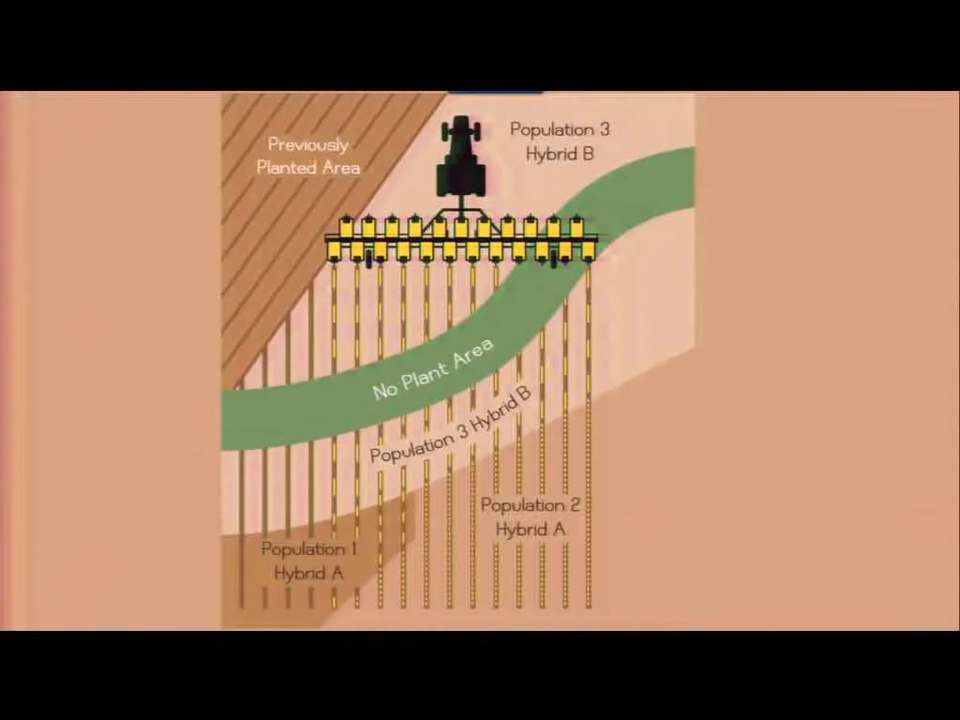 Previously
Planted Area
Population 3
Hybrid B
No Plant Area
Population 3 Hybrid B
Population 2
Hybrid A
Population 1
Hybrid A